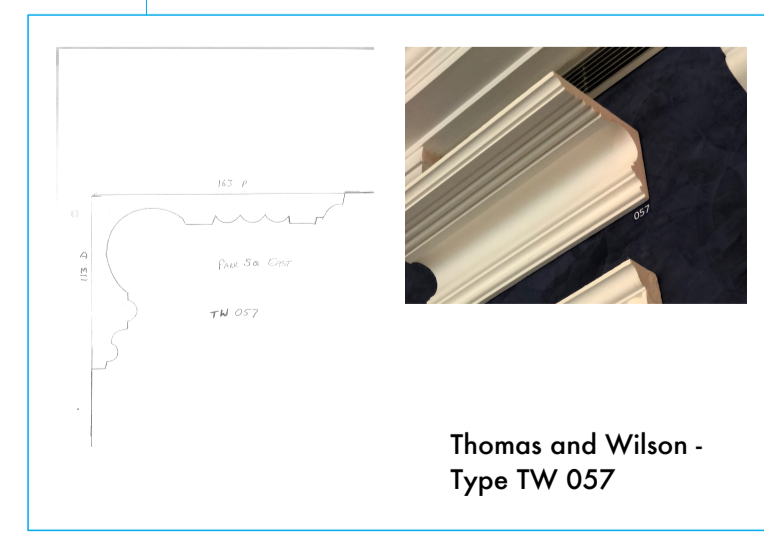 163 P
113 D
PARK SQ EAST
TW 057
057
Thomas and Wilson -
Type TW 057